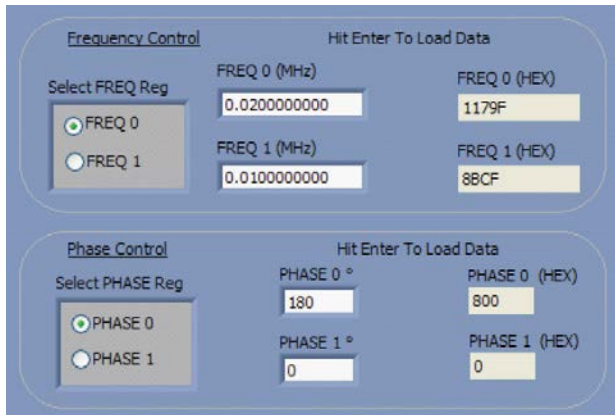 Frequency Control Hit Enter To Load Data
Select FREQ Reg
FREQ 0 (MHz)
FREQ 0 (HEX)
FREQ 0
0.0200000000
1179F
FREQ 1
FREQ 1 (MHz)
FREQ 1 (HEX)
0.0100000000
8BCF
Phase Control Hit Enter To Load Data
Select PHASE Reg
PHASE 0 º
PHASE 0 (HEX)
PHASE 0
180
800
PHASE 1
PHASE 1 º
PHASE 1 (HEX)
0
0